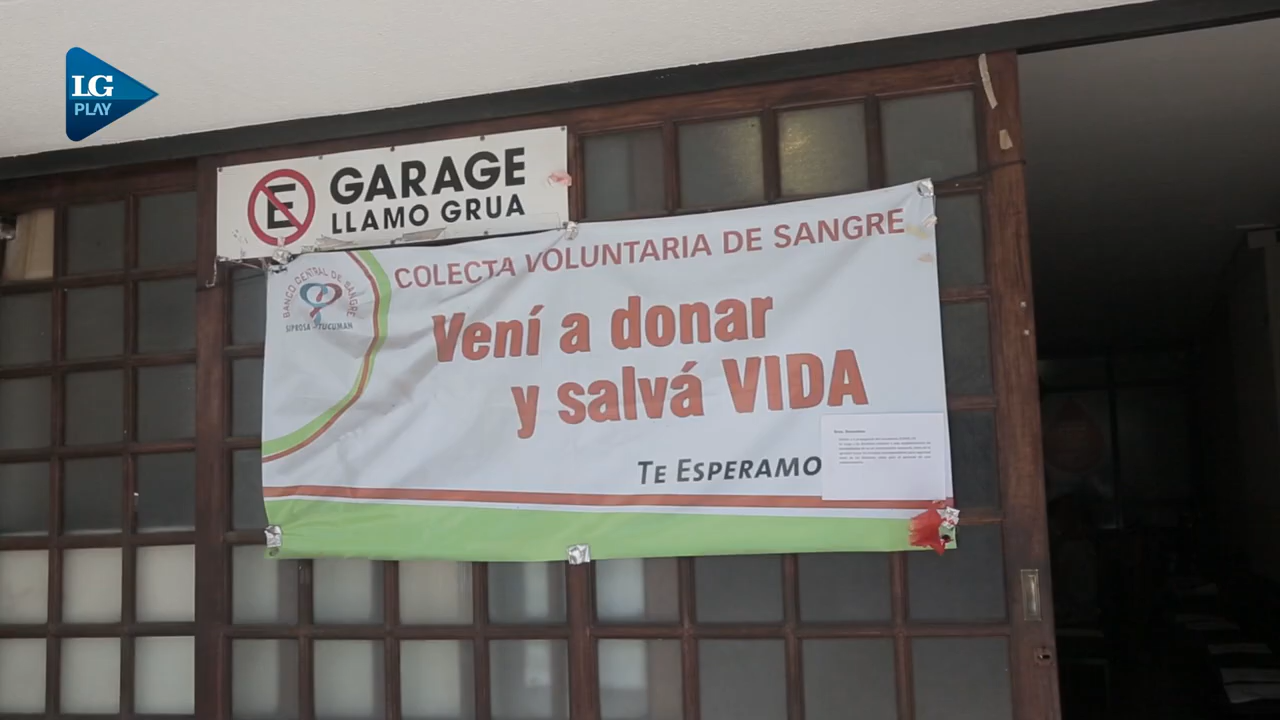 LG
PLAY
E
GARAGE
LLAMO GRUA
COLECTA VOLUNTARIA DE SANGRE
BANCO CENTRAL DE SANGRE
SIPROSA - TUCUMAN
Vení a donar
y salvá VIDA
TE ESPERAMO